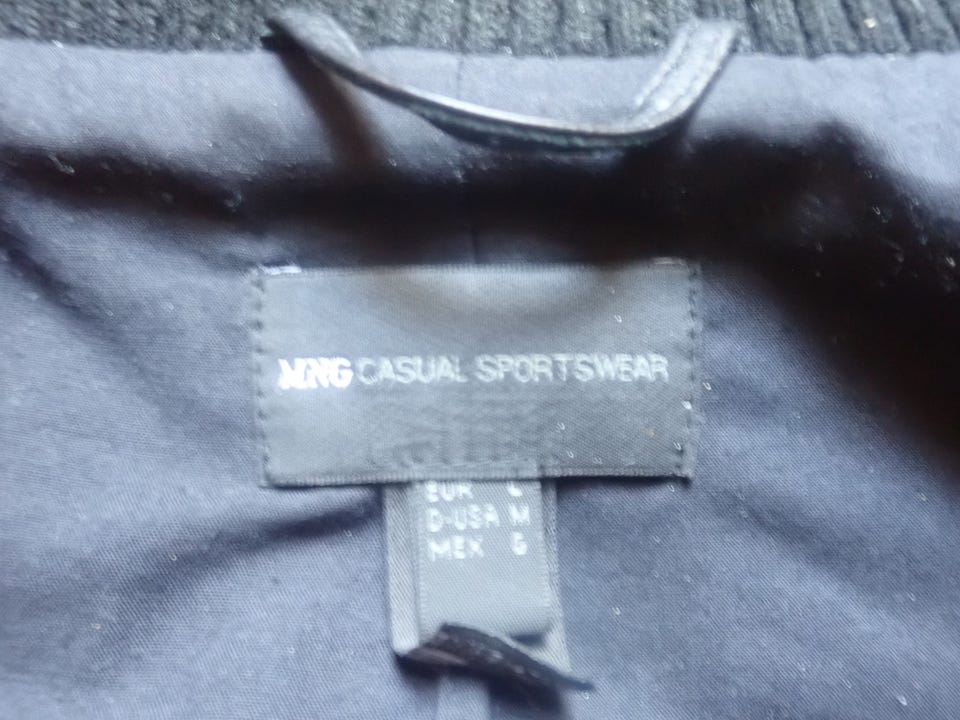 MNG CASUAL SPORTSWEAR
EUR L
D-USA M
MEX G